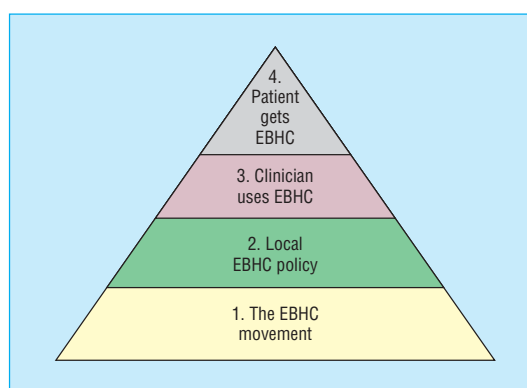 4.
Patient
gets
EBHC
3. Clinician
uses EBHC
2. Local
EBHC policy
1. The EBHC
movement